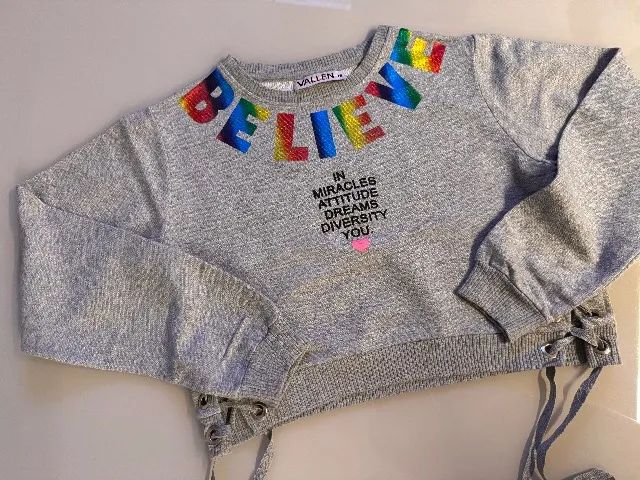 VALLEN
BELIEVE
IN
MIRACLES
ATTITUDE
DREAMS
DIVERSITY
YOU.